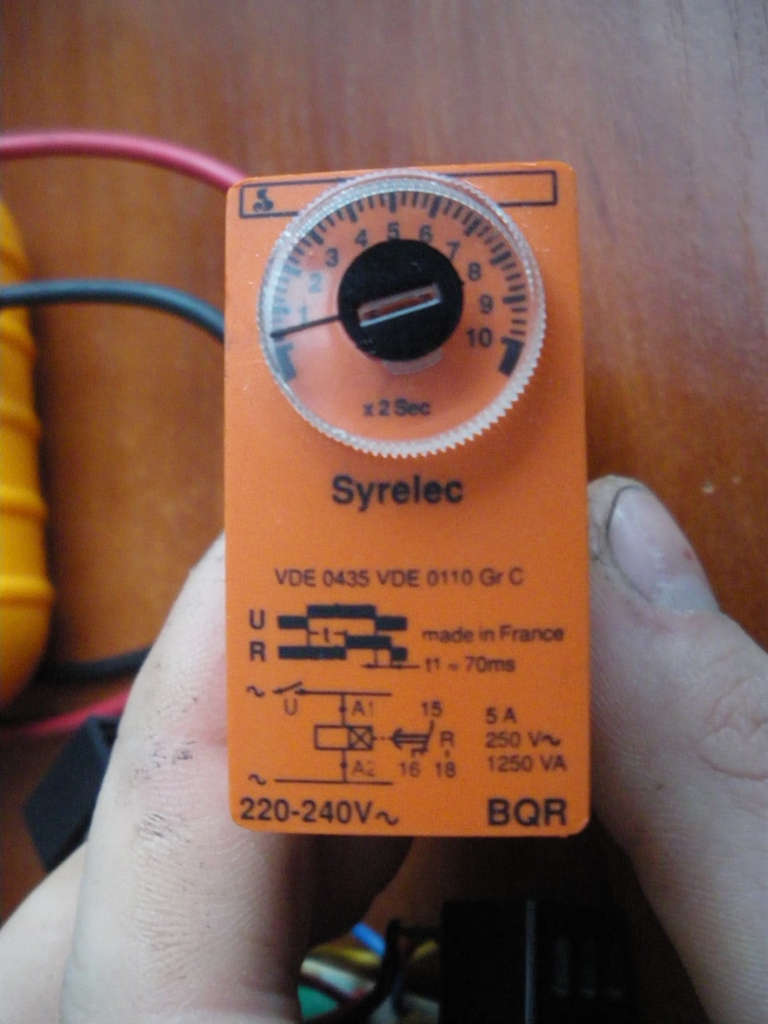 1 2 3 4 5 6 7 8 9 10
x 2 Sec
Syrelec
VDE 0435 VDE 0110 Gr C
U
t
made in France
R
t1 = 70ms
~
U
A1
15
5 A
R
250 V~
A2
16
18
1250 VA
~
220-240V~
BQR